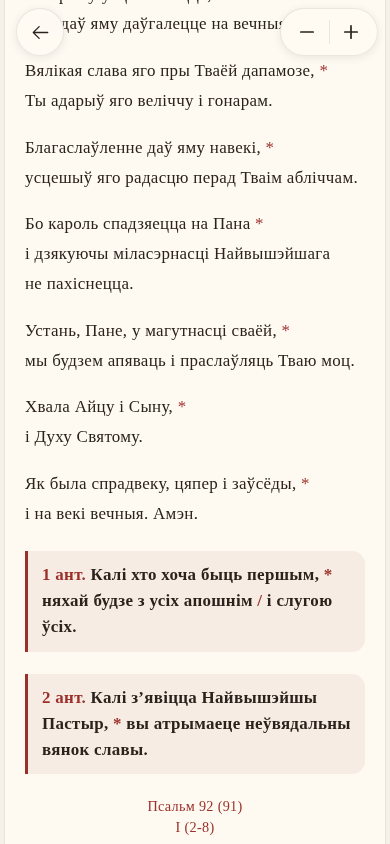 даў яму даўгалецце на вечныя
Вялікая слава яго пры Тваёй дапамозе, *
Ты адарыў яго веліччу і гонарам.
Благаслаўленне даў яму навекі, *
усцешыў яго радасцю перад Тваім абліччам.
Бо кароль спадзяецца на Пана *
і дзякуючы міласэрнасці Найвышэйшага
не пахіснецца.
Устань, Пане, у магутнасці сваёй, *
мы будзем апяваць і праслаўляць Тваю моц.
Хвала Айцу і Сыну, *
і Духу Святому.
Як была спрадвеку, цяпер і заўсёды, *
і на векі вечныя. Амэн.
1 ант. Калі хто хоча быць першым, *
няхай будзе з усіх апошнім / і слугою
ўсіх.
2 ант. Калі з’явіцца Найвышэйшы
Пастыр, * вы атрымаеце неўвядальны
вянок славы.
Псальм 92 (91)
I (2-8)